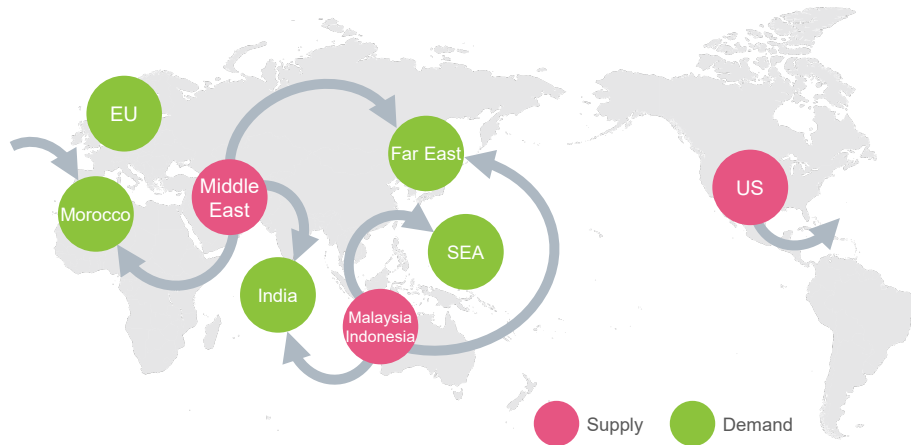 EU
Far East
Middle
East
US
Morocco
SEA
India
Malaysia
Indonesia
Supply
Demand